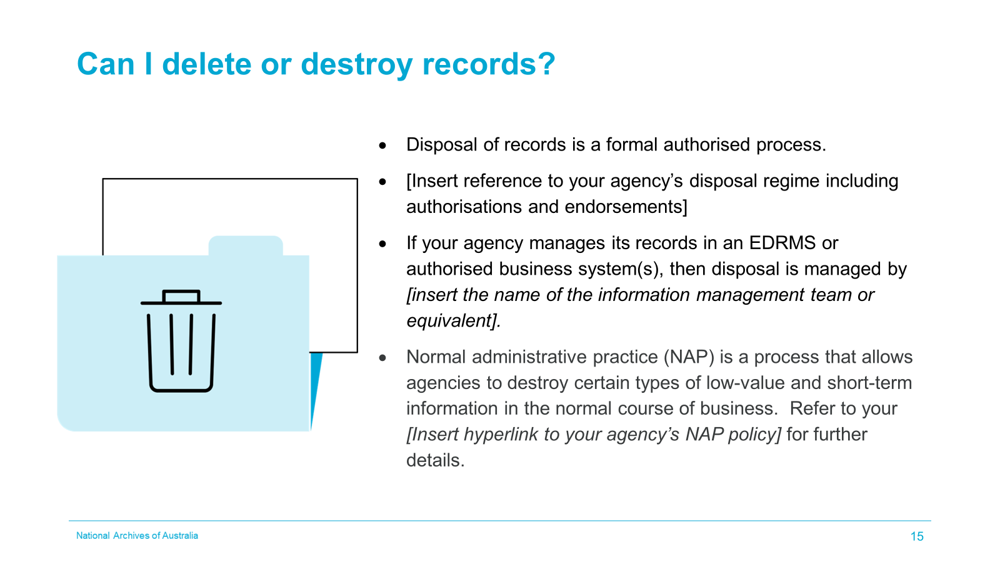 Can I delete or destroy records?
• Disposal of records is a formal authorised process.
• [Insert reference to your agency’s disposal regime including
authorisations and endorsements]
• If your agency manages its records in an EDRMS or
authorised business system(s), then disposal is managed by
[insert the name of the information management team or
equivalent].
• Normal administrative practice (NAP) is a process that allows
agencies to destroy certain types of low-value and short-term
information in the normal course of business.  Refer to your
[Insert hyperlink to your agency’s NAP policy] for further
details.
National Archives of Australia
15